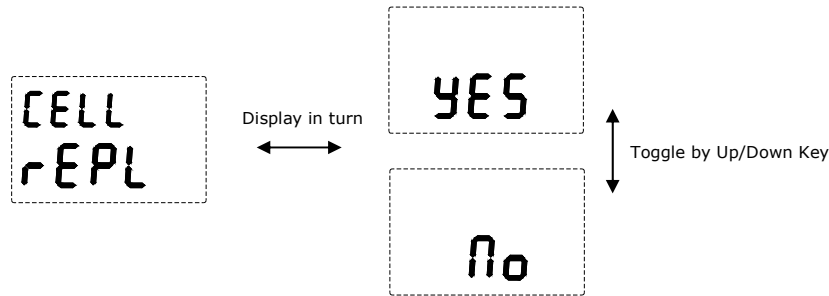 CELL
rEPL
Display in turn
yES
no
Toggle by Up/Down Key